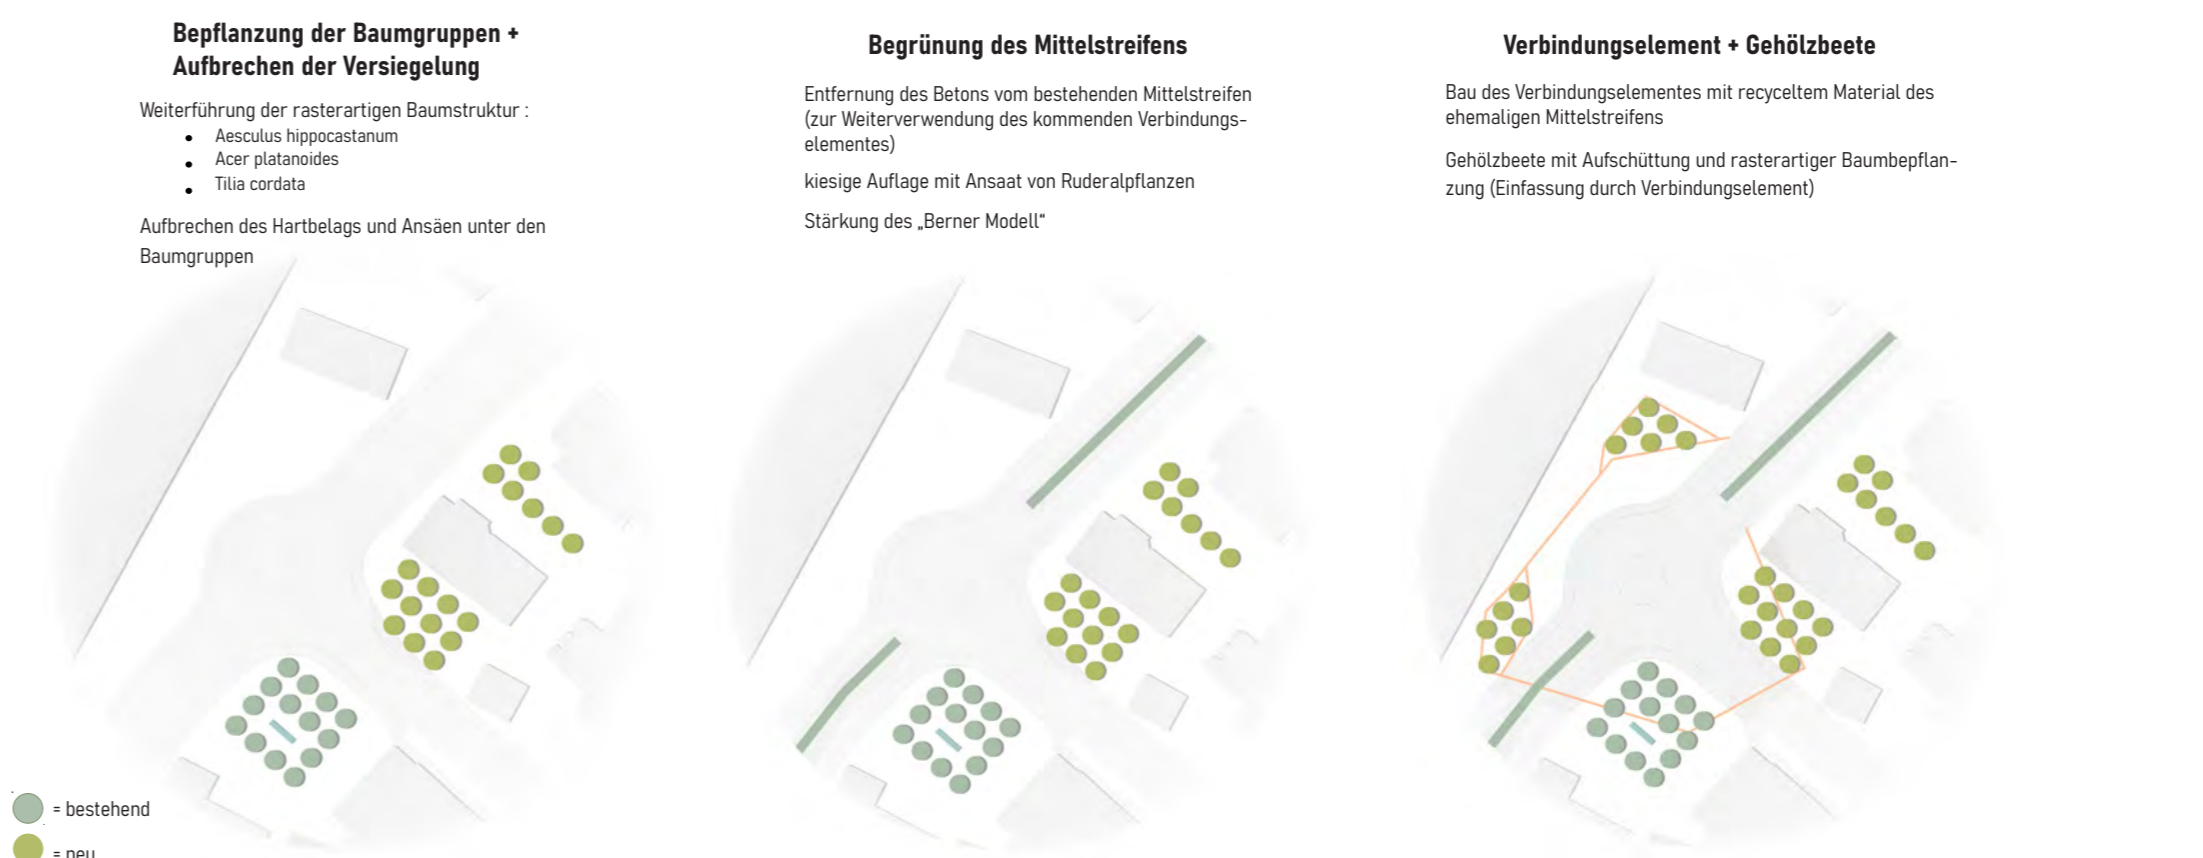 Bepflanzung der Baumgruppen +
Aufbrechen der Versiegelung
Weiterführung der rasterartigen Baumstruktur :
• Aesculus hippocastanum
• Acer platanoides
• Tilia cordata
Aufbrechen des Hartbelags und Ansäen unter den
Baumgruppen
Begrünung des Mittelstreifens
Entfernung des Betons vom bestehenden Mittelstreifen
(zur Weiterverwendung des kommenden Verbindungs-
elementes)
kiesige Auflage mit Ansaat von Ruderalpflanzen
Stärkung des „Berner Modell“
Verbindungselement + Gehölzbeete
Bau des Verbindungselementes mit recyceltem Material des
ehemaligen Mittelstreifens
Gehölzbeete mit Aufschüttung und rasterartiger Baumbepflan-
zung (Einfassung durch Verbindungselement)
= bestehend
= neu